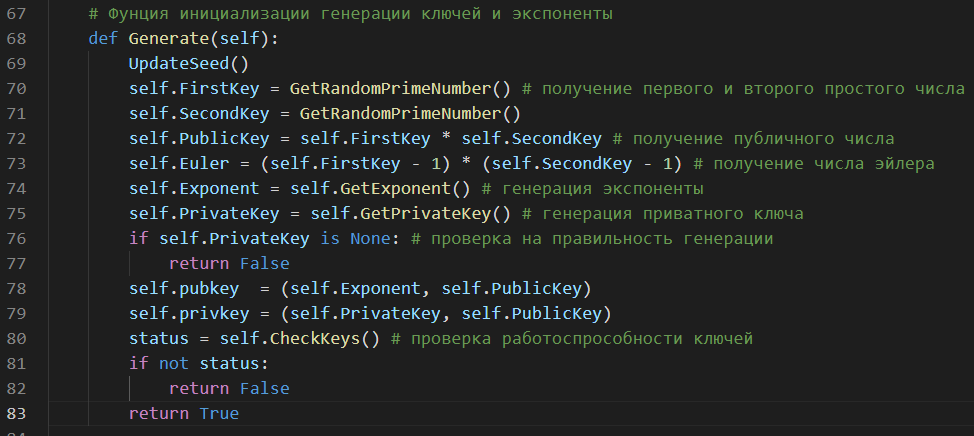 67 # Фунция инициализации генерации ключей и экспоненты
68 def Generate(self):
69 UpdateSeed()
70 self.FirstKey = GetRandomPrimeNumber() # получение первого и второго простого числа
71 self.SecondKey = GetRandomPrimeNumber()
72 self.PublicKey = self.FirstKey * self.SecondKey # получение публичного числа
73 self.Euler = (self.FirstKey - 1) * (self.SecondKey - 1) # получение числа эйлера
74 self.Exponent = self.GetExponent() # генерация экспоненты
75 self.PrivateKey = self.GetPrivateKey() # генерация приватного ключа
76 if self.PrivateKey is None: # проверка на правильность генерации
77 return False
78 self.pubkey  = (self.Exponent, self.PublicKey)
79 self.privkey = (self.PrivateKey, self.PublicKey)
80 status = self.CheckKeys() # проверка работоспробности ключей
81 if not status:
82 return False
83 return True